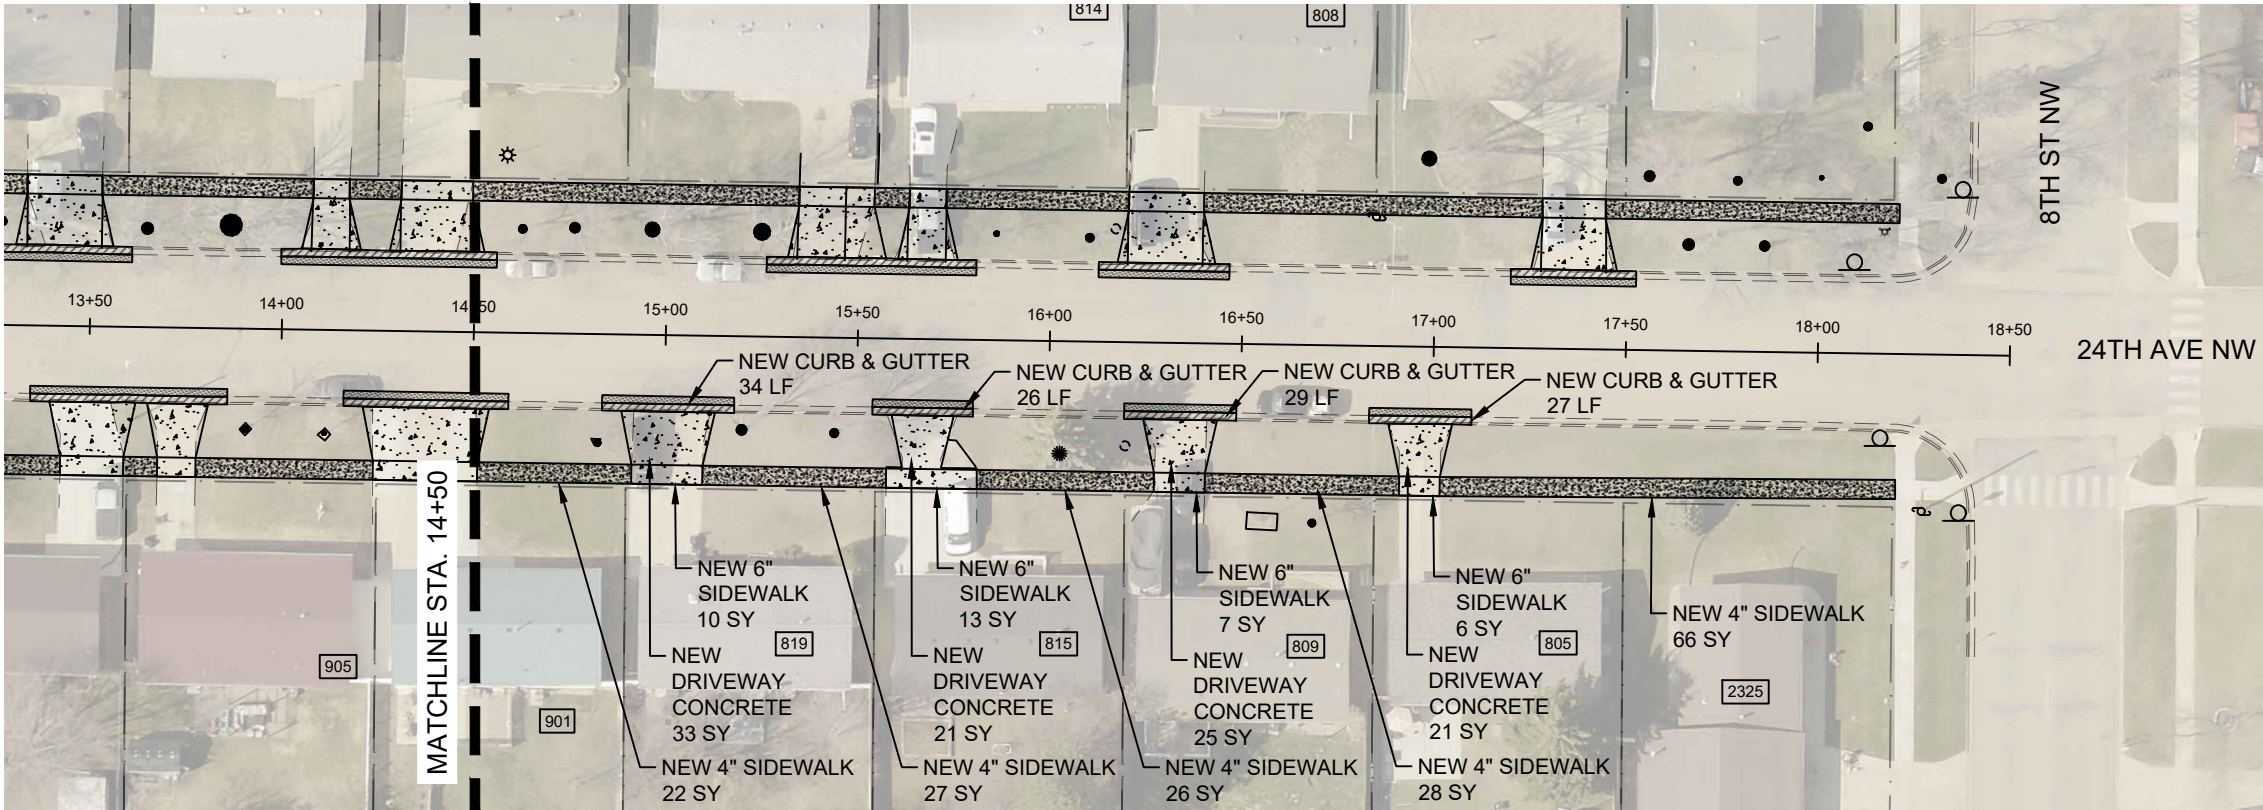 814
808
8TH ST NW
13+50
14+00
14+50
15+00
15+50
16+00
16+50
17+00
17+50
18+00
18+50
24TH AVE NW
NEW CURB & GUTTER
34 LF
NEW CURB & GUTTER
26 LF
NEW CURB & GUTTER
29 LF
NEW CURB & GUTTER
27 LF
MATCHLINE STA. 14+50
NEW 6"
SIDEWALK
10 SY
NEW 6"
SIDEWALK
13 SY
NEW 6"
SIDEWALK
7 SY
NEW 6"
SIDEWALK
6 SY
NEW 4" SIDEWALK
66 SY
905
901
819
815
809
805
2325
NEW
DRIVEWAY
CONCRETE
33 SY
NEW
DRIVEWAY
CONCRETE
21 SY
NEW
DRIVEWAY
CONCRETE
25 SY
NEW
DRIVEWAY
CONCRETE
21 SY
NEW 4" SIDEWALK
22 SY
NEW 4" SIDEWALK
27 SY
NEW 4" SIDEWALK
26 SY
NEW 4" SIDEWALK
28 SY